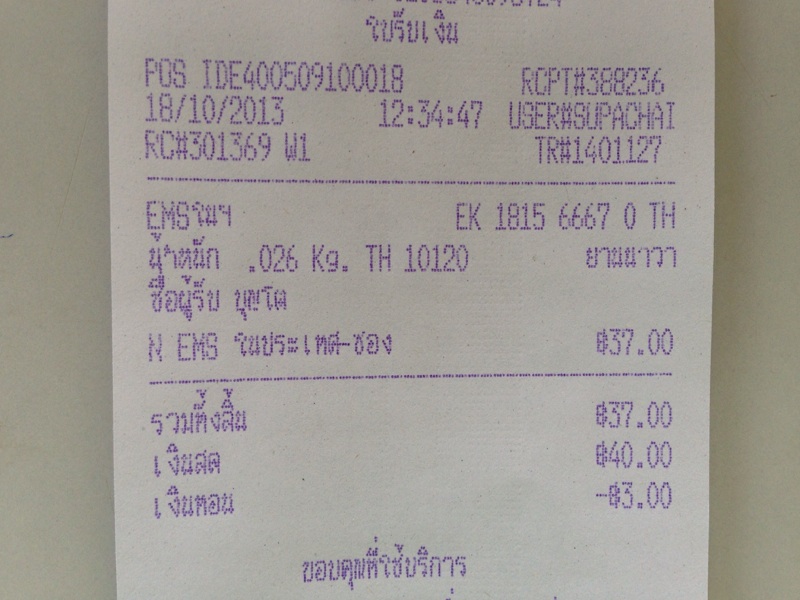 ใบรับเงิน
POS IDE400509100018 RCPT#388236
18/10/2013 12:34:47 USER#SUPACHAI
RC#301369 W1 TR#1401127
EMSในฯ EK 1815 6667 0 TH
น้ำหนัก .026 Kg. TH 10120 ยานนาวา
ชื่อผู้รับ บุญโต
N EMS ในประเทศ-ซอง ฿37.00
รวมทั้งสิ้น ฿37.00
เงินสด ฿40.00
เงินทอน -฿3.00
ขอบคุณที่ใช้บริการ